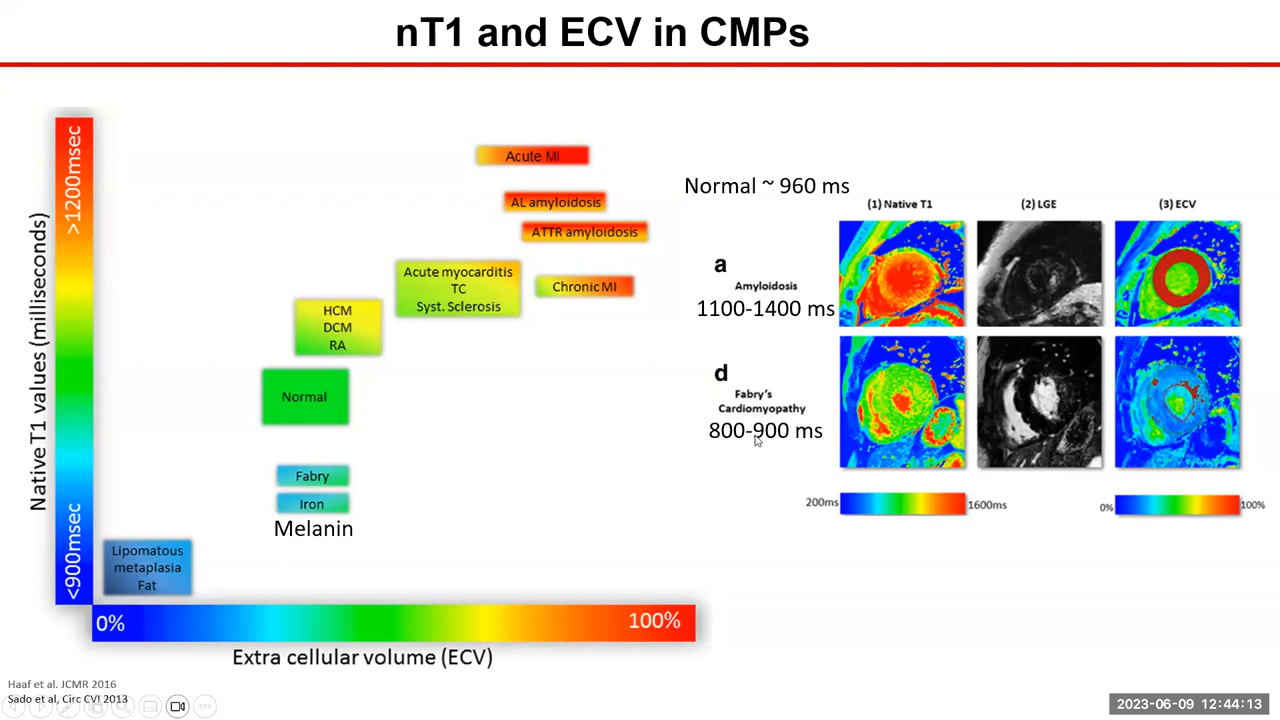 nT1 and ECV in CMPs
Native T1 values (milliseconds)
>1200msec
<900msec
Acute MI
AL amyloidosis
ATTR amyloidosis
Acute myocarditis
TC
Syst. Sclerosis
Chronic MI
HCM
DCM
RA
Normal
Fabry
Iron
Melanin
Lipomatous
metaplasia
Fat
0%
100%
Extra cellular volume (ECV)
Normal ~ 960 ms
(1) Native T1
(2) LGE
(3) ECV
a
Amyloidosis
1100-1400 ms
d
Fabry's
Cardiomyopathy
800-900 ms
200ms
1600ms
0%
100%
Haaf et al. JCMR 2016
Sado et al, Circ CVI 2013
2023-06-09 12:44:13